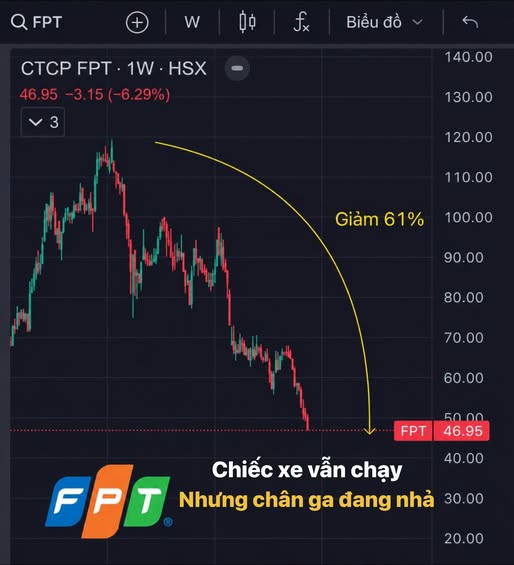 FPT
W
Biểu đồ
CTCP FPT · 1W · HSX
46.95 −3.15 (−6.29%)
3
140.00
130.00
120.00
110.00
100.00
90.00
80.00
70.00
60.00
50.00
40.00
30.00
20.00
Giảm 61%
FPT 46.95
Chiếc xe vẫn chạy
Nhưng chân ga đang nhả
FPT®